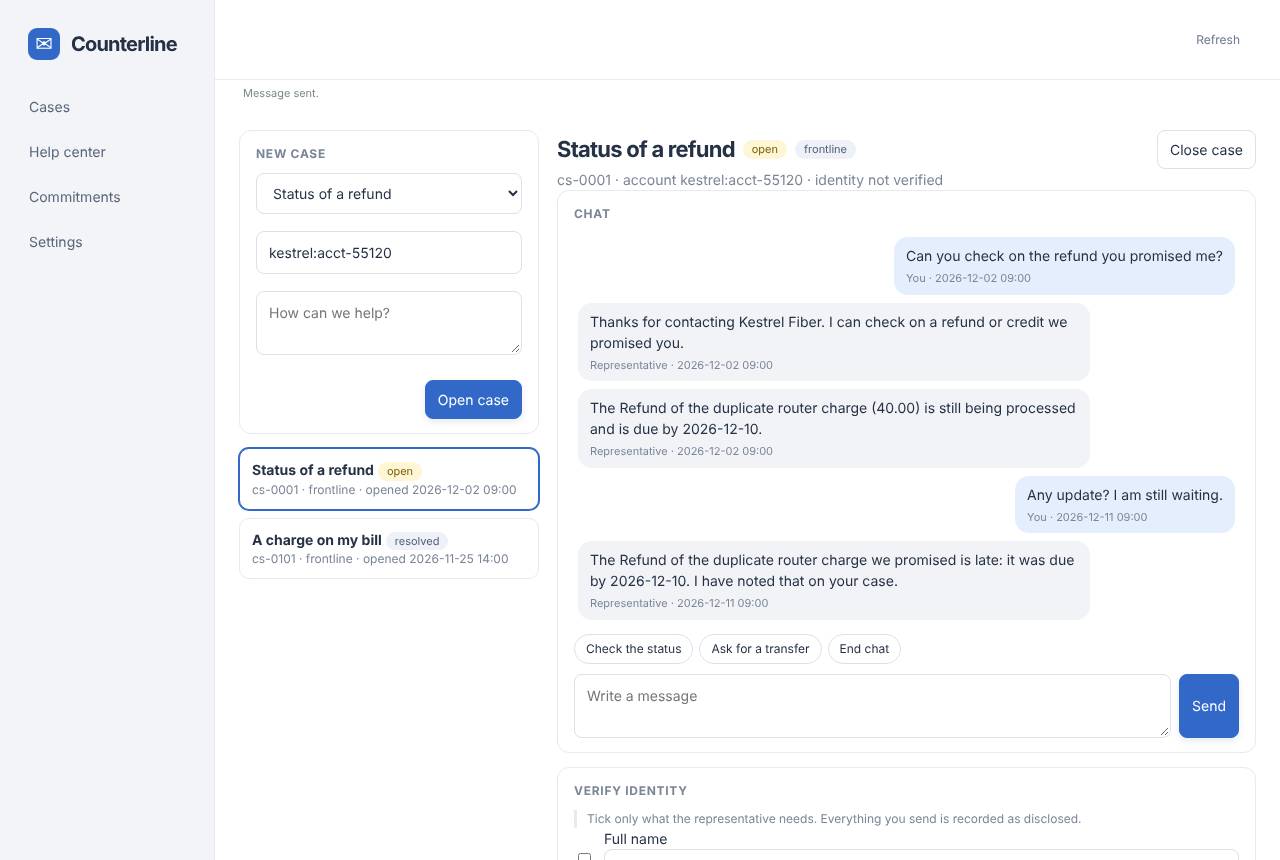 Counterline
Cases
Help center
Commitments
Settings
Refresh
Message sent.
NEW CASE
Status of a refund
kestrel:acct-55120
How can we help?
Open case
Status of a refund open
cs-0001 · frontline · opened 2026-12-02 09:00
A charge on my bill resolved
cs-0101 · frontline · opened 2026-11-25 14:00
Status of a refund open frontline
Close case
cs-0001 · account kestrel:acct-55120 · identity not verified
CHAT
Can you check on the refund you promised me?
You · 2026-12-02 09:00
Thanks for contacting Kestrel Fiber. I can check on a refund or credit we
promised you.
Representative · 2026-12-02 09:00
The Refund of the duplicate router charge (40.00) is still being processed
and is due by 2026-12-10.
Representative · 2026-12-02 09:00
Any update? I am still waiting.
You · 2026-12-11 09:00
The Refund of the duplicate router charge we promised is late: it was due
by 2026-12-10. I have noted that on your case.
Representative · 2026-12-11 09:00
Check the status Ask for a transfer End chat
Write a message
Send
VERIFY IDENTITY
Tick only what the representative needs. Everything you send is recorded as disclosed.
Full name